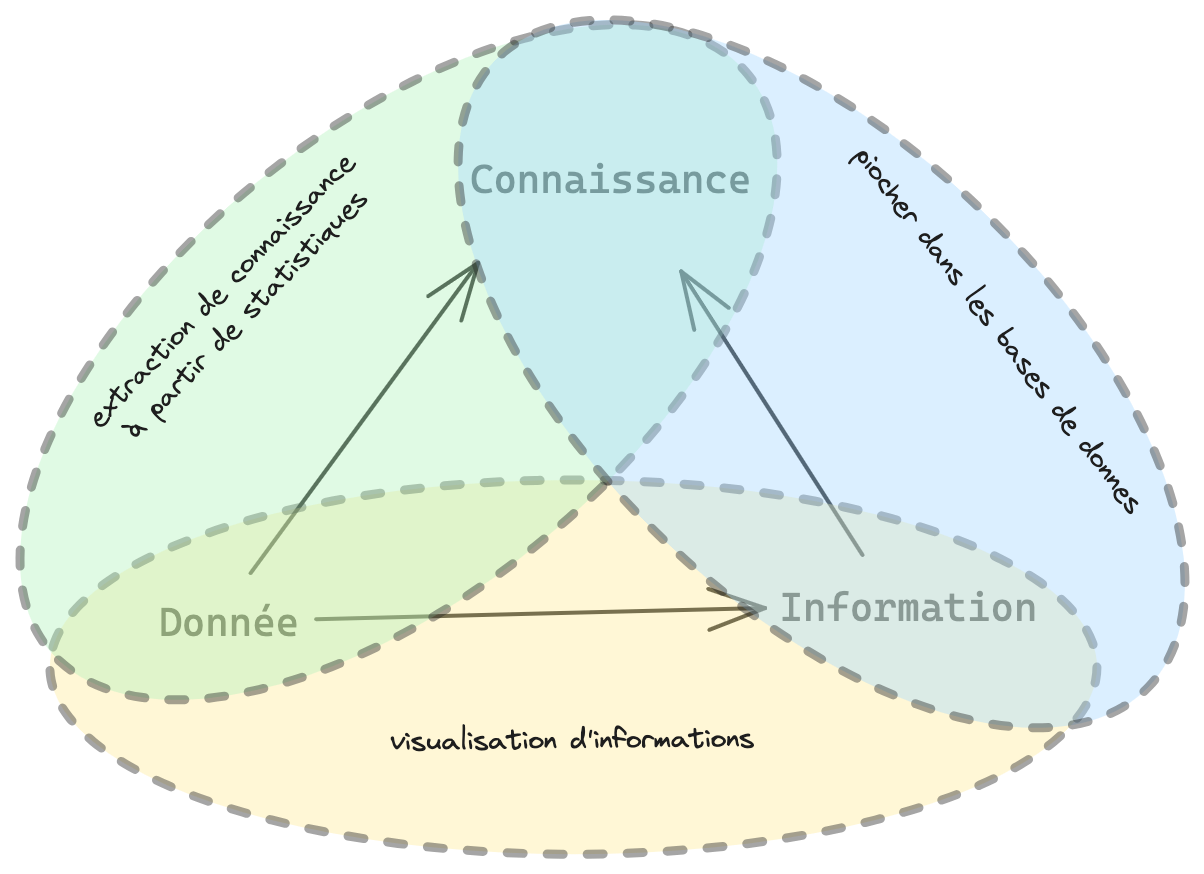 Connaissance
extraction de connaissance
à partir de statistiques
piocher dans les bases de donnes
Donnée
Information
visualisation d'informations